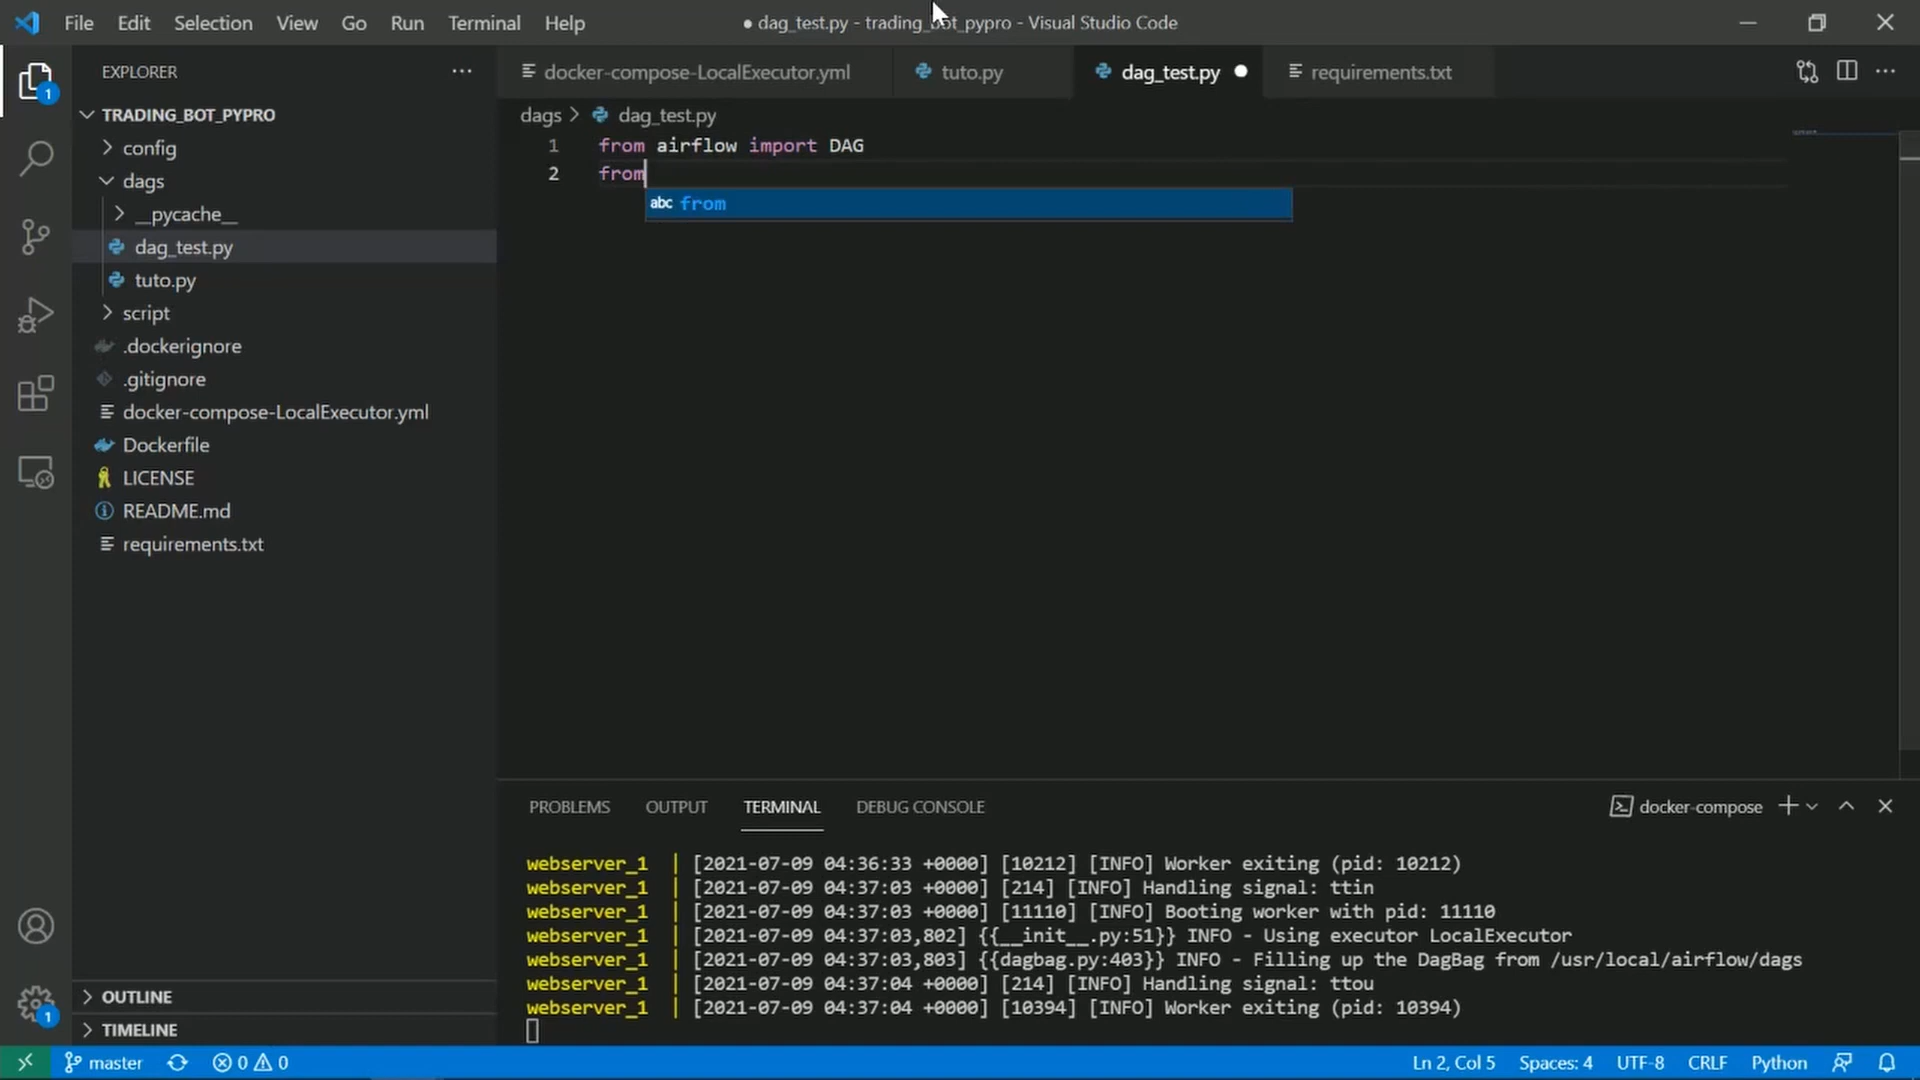 File Edit Selection View Go Run Terminal Help
● dag_test.py - trading_bot_pypro - Visual Studio Code
EXPLORER
docker-compose-LocalExecutor.yml tuto.py dag_test.py requirements.txt
TRADING_BOT_PYPRO
config
dags
__pycache__
dag_test.py
tuto.py
script
.dockerignore
.gitignore
docker-compose-LocalExecutor.yml
Dockerfile
LICENSE
README.md
requirements.txt
OUTLINE
TIMELINE
1
1
dags > dag_test.py
1 from airflow import DAG
2 from
abc from
PROBLEMS OUTPUT TERMINAL DEBUG CONSOLE
docker-compose
webserver_1 | [2021-07-09 04:36:33 +0000] [10212] [INFO] Worker exiting (pid: 10212)
webserver_1 | [2021-07-09 04:37:03 +0000] [214] [INFO] Handling signal: ttin
webserver_1 | [2021-07-09 04:37:03 +0000] [11110] [INFO] Booting worker with pid: 11110
webserver_1 | [2021-07-09 04:37:03,802] {{__init__.py:51}} INFO - Using executor LocalExecutor
webserver_1 | [2021-07-09 04:37:03,803] {{dagbag.py:403}} INFO - Filling up the DagBag from /usr/local/airflow/dags
webserver_1 | [2021-07-09 04:37:04 +0000] [214] [INFO] Handling signal: ttou
webserver_1 | [2021-07-09 04:37:04 +0000] [10394] [INFO] Worker exiting (pid: 10394)
master 0 0
Ln 2, Col 5 Spaces: 4 UTF-8 CRLF Python